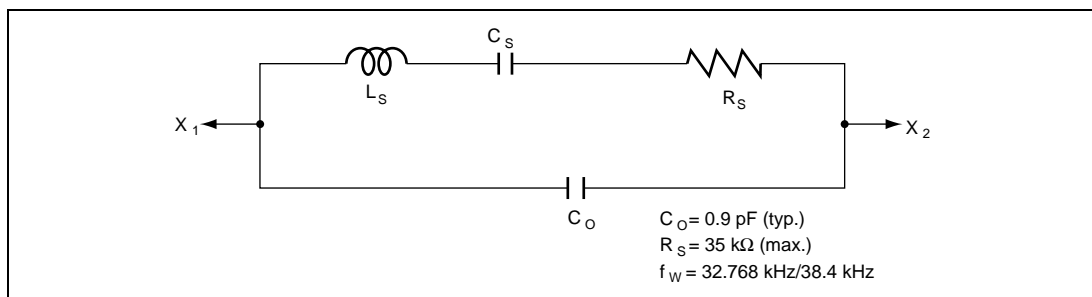 C S
L S
R S
X 1
X 2
C O
C O = 0.9 pF (typ.)
R S = 35 kΩ (max.)
f W = 32.768 kHz/38.4 kHz